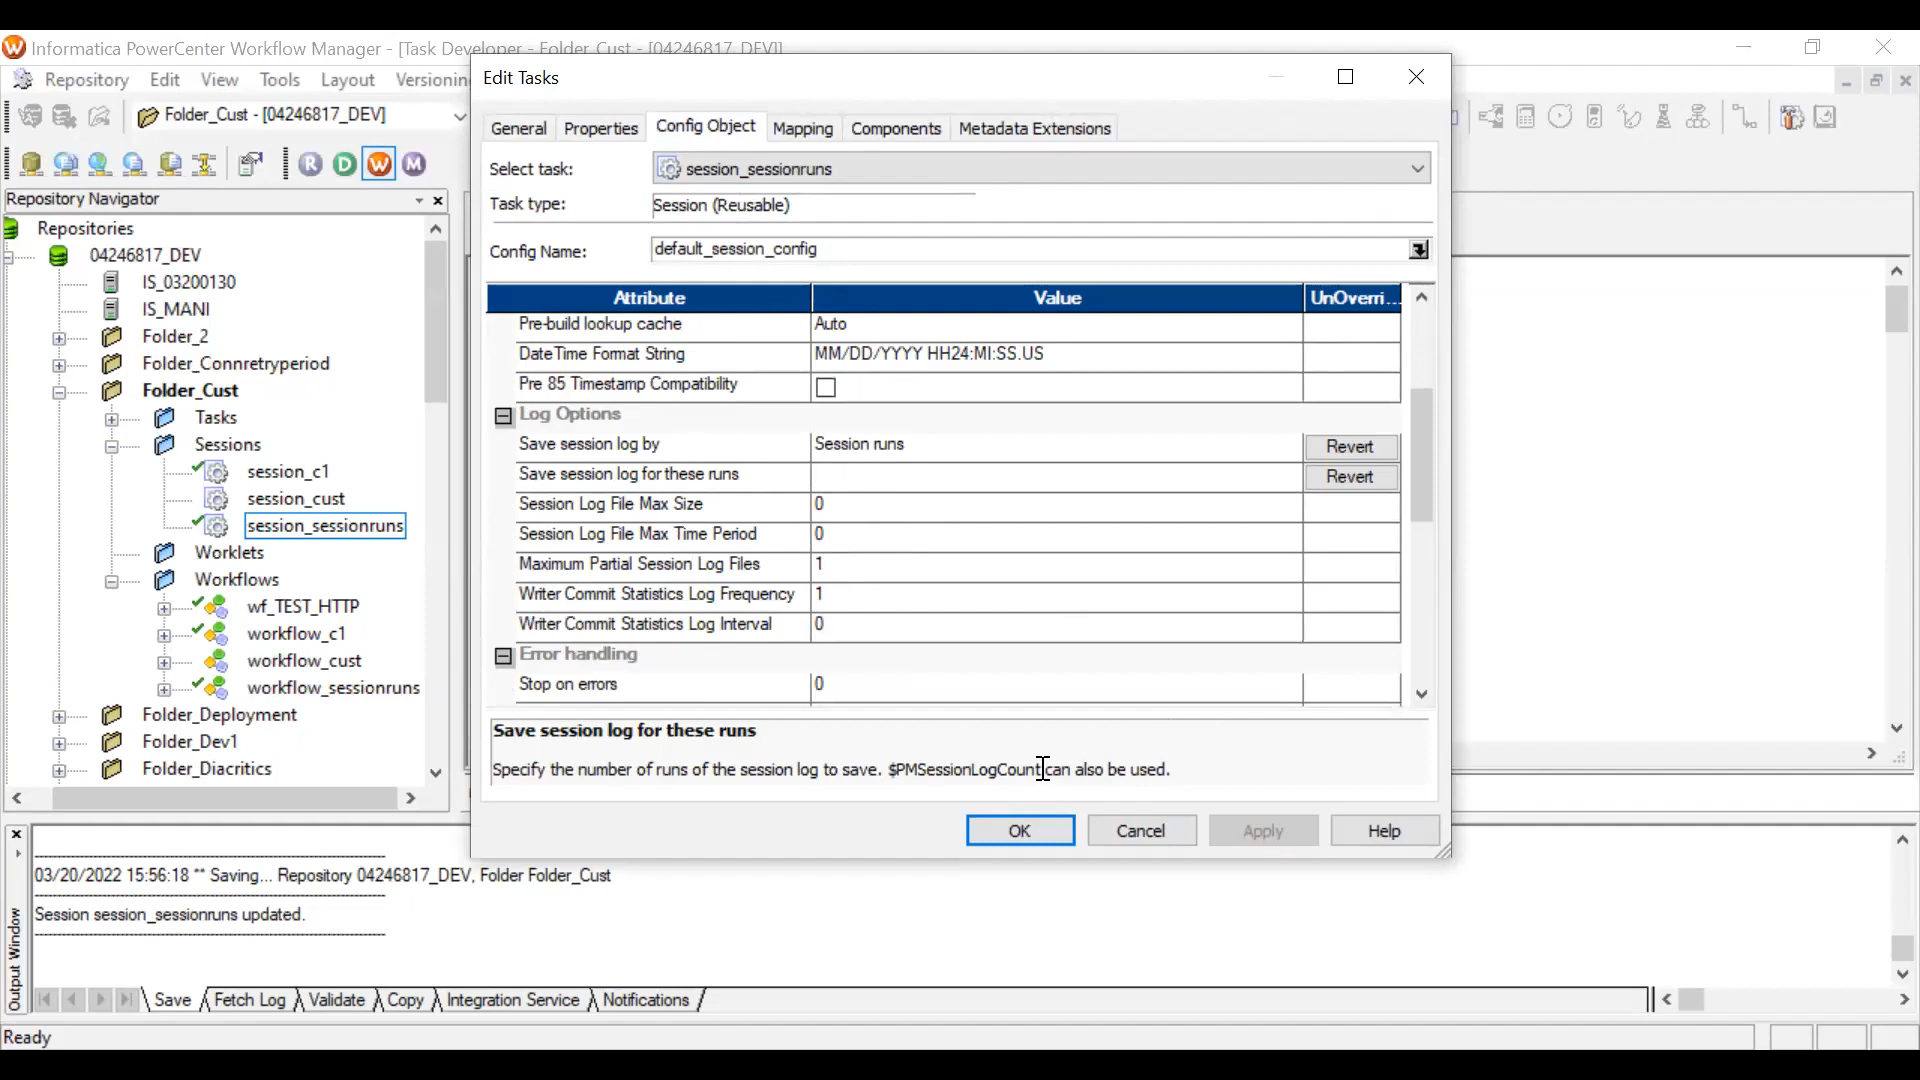 Informatica PowerCenter Workflow Manager - [Task Developer - Folder_Cust - [04246817_DEV]]
Repository Edit View Tools Layout
Folder_Cust - [04246817_DEV]
R D W M
Repository Navigator
Repositories
04246817_DEV
IS_03200130
IS_MANI
Folder_2
Folder_Connretryperiod
Folder_Cust
Tasks
Sessions
session_c1
session_cust
session_sessionruns
Worklets
Workflows
wf_TEST_HTTP
workflow_c1
workflow_cust
workflow_sessionruns
Folder_Deployment
Folder_Dev1
Folder_Diacritics
Edit Tasks
General Properties Config Object Mapping Components Metadata Extensions
Select task: session_sessionruns
Task type: Session (Reusable)
Config Name: default_session_config
Attribute Value UnOverri...
Pre-build lookup cache Auto
DateTime Format String MM/DD/YYYY HH24:MI:SS.US
Pre 85 Timestamp Compatibility
Log Options
Save session log by Session runs Revert
Save session log for these runs Revert
Session Log File Max Size 0
Session Log File Max Time Period 0
Maximum Partial Session Log Files 1
Writer Commit Statistics Log Frequency 1
Writer Commit Statistics Log Interval 0
Error handling
Stop on errors 0
Save session log for these runs
Specify the number of runs of the session log to save. $PMSessionLogCount can also be used.
OK Cancel Apply Help
Output Window
03/20/2022 15:56:18 ** Saving... Repository 04246817_DEV, Folder Folder_Cust
Session session_sessionruns updated.
Save Fetch Log Validate Copy Integration Service Notifications
Ready